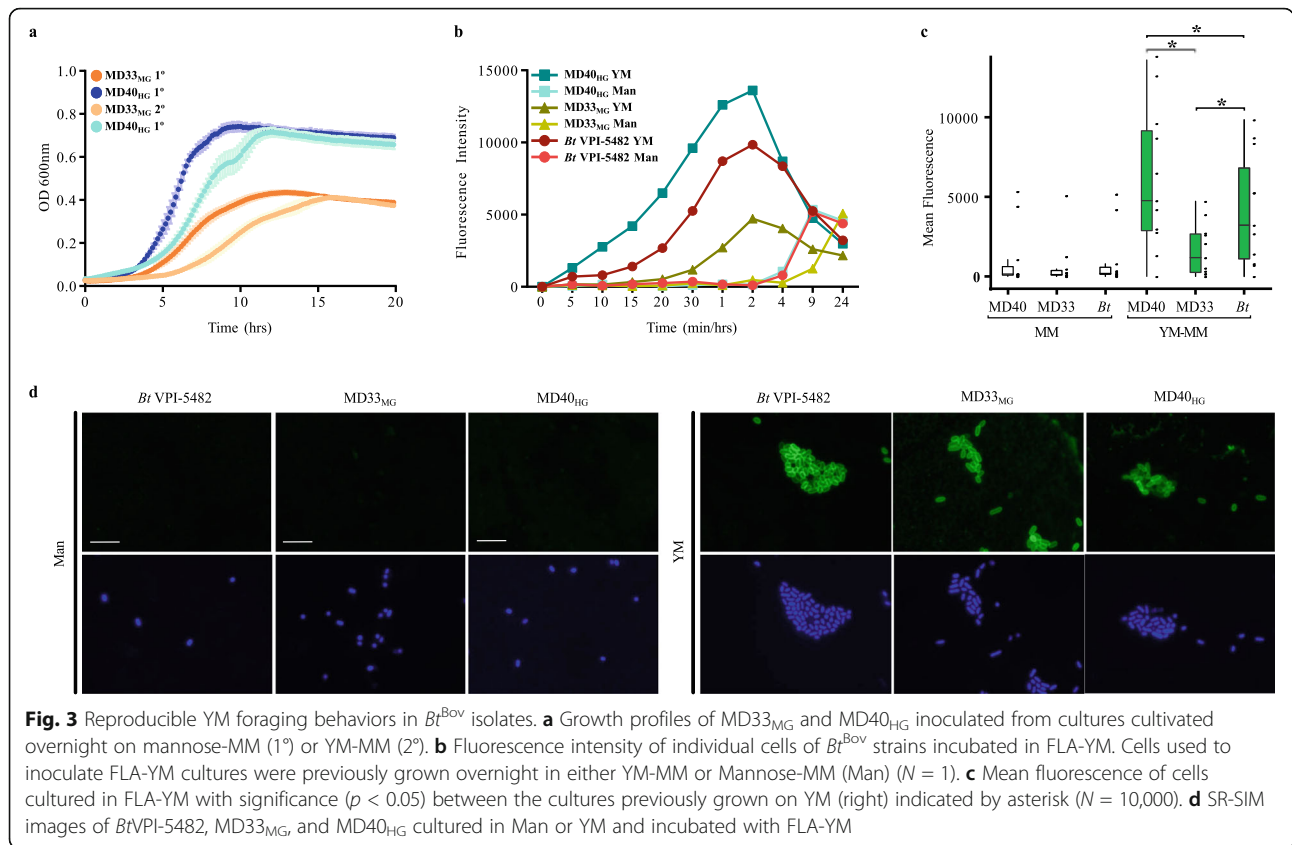 a
MD33MG 1°
MD40HG 1°
MD33MG 2°
MD40HG 1°
1.0
0.8
0.6
0.4
0.2
0.0
OD 600nm
0 5 10 15 20
Time (hrs)
b
MD40HG YM
MD40HG Man
MD33MG YM
MD33MG Man
Bt VPI-5482 YM
Bt VPI-5482 Man
15000
10000
5000
0
Fluorescence Intensity
0 5 10 15 20 30 1 2 4 9 24
Time (min/hrs)
c
* * *
10000
5000
0
Mean Fluorescence
MD40 MD33 Bt MD40 MD33 Bt
MM YM-MM
d
Bt VPI-5482 MD33MG MD40HG
Man
Bt VPI-5482 MD33MG MD40HG
YM
Fig. 3 Reproducible YM foraging behaviors in BtBov isolates. a Growth profiles of MD33MG and MD40HG inoculated from cultures cultivated
overnight on mannose-MM (1°) or YM-MM (2°). b Fluorescence intensity of individual cells of BtBov strains incubated in FLA-YM. Cells used to
inoculate FLA-YM cultures were previously grown overnight in either YM-MM or Mannose-MM (Man) (N = 1). c Mean fluorescence of cells
cultured in FLA-YM with significance (p < 0.05) between the cultures previously grown on YM (right) indicated by asterisk (N = 10,000). d SR-SIM
images of BtVPI-5482, MD33MG, and MD40HG cultured in Man or YM and incubated with FLA-YM